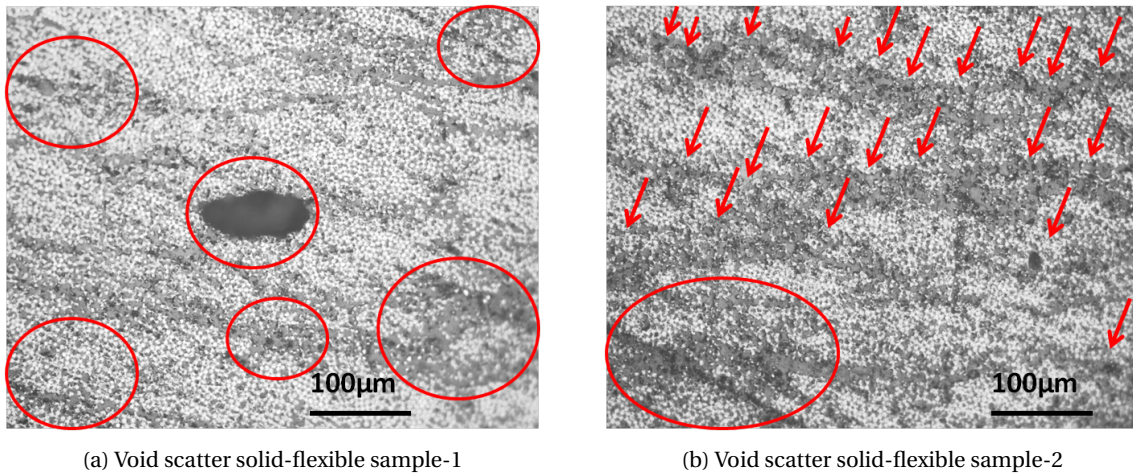 100μm
100μm
(a) Void scatter solid-flexible sample-1
(b) Void scatter solid-flexible sample-2